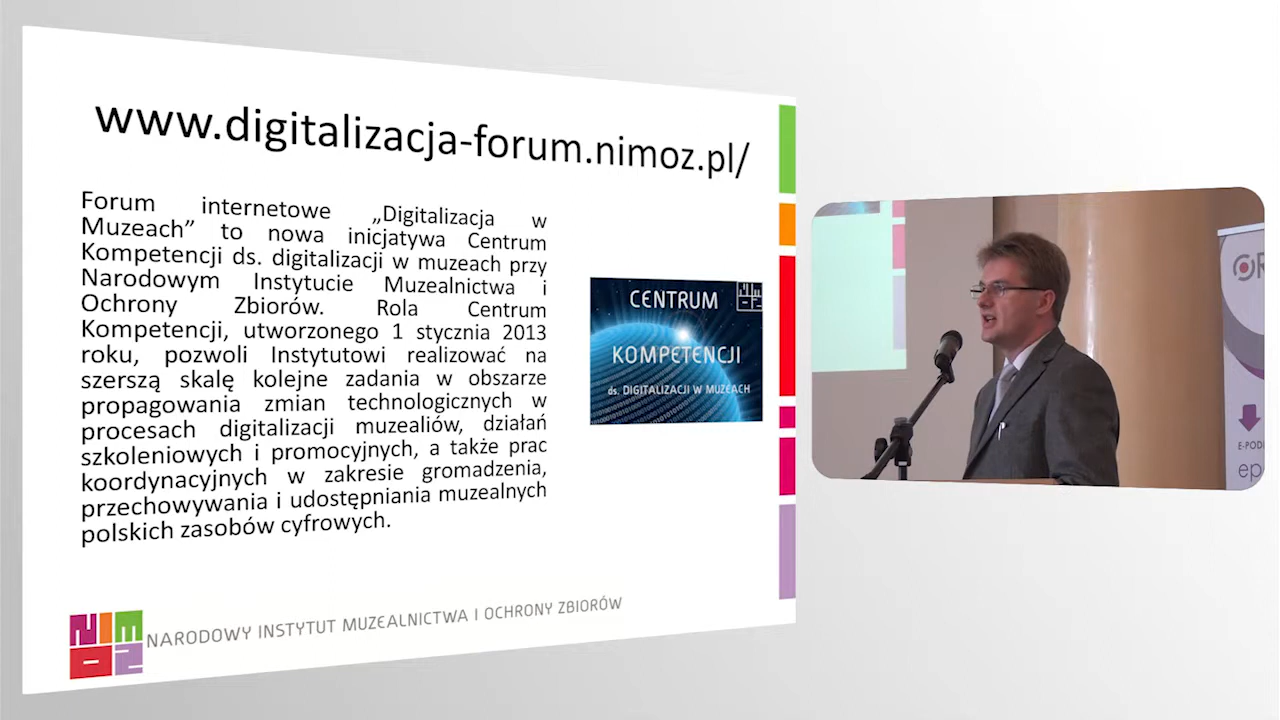 www.digitalizacja-forum.nimoz.pl/
Forum internetowe „Digitalizacja w
Muzeach” to nowa inicjatywa Centrum
Kompetencji ds. digitalizacji w muzeach przy
Narodowym Instytucie Muzealnictwa i
Ochrony Zbiorów. Rola Centrum
Kompetencji, utworzonego 1 stycznia 2013
roku, pozwoli Instytutowi realizować na
szerszą skalę kolejne zadania w obszarze
propagowania zmian technologicznych w
procesach digitalizacji muzealiów, działań
szkoleniowych i promocyjnych, a także prac
koordynacyjnych w zakresie gromadzenia,
przechowywania i udostępniania muzealnych
polskich zasobów cyfrowych.
CENTRUM
KOMPETENCJI
ds. DIGITALIZACJI W MUZEACH
NIMOZ
NARODOWY INSTYTUT MUZEALNICTWA I OCHRONY ZBIORÓW